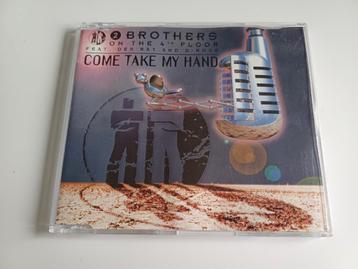 2 BROTHERS
ON THE 4TH FLOOR
FEAT. DES'RAY AND D-ROCK
COME TAKE MY HAND